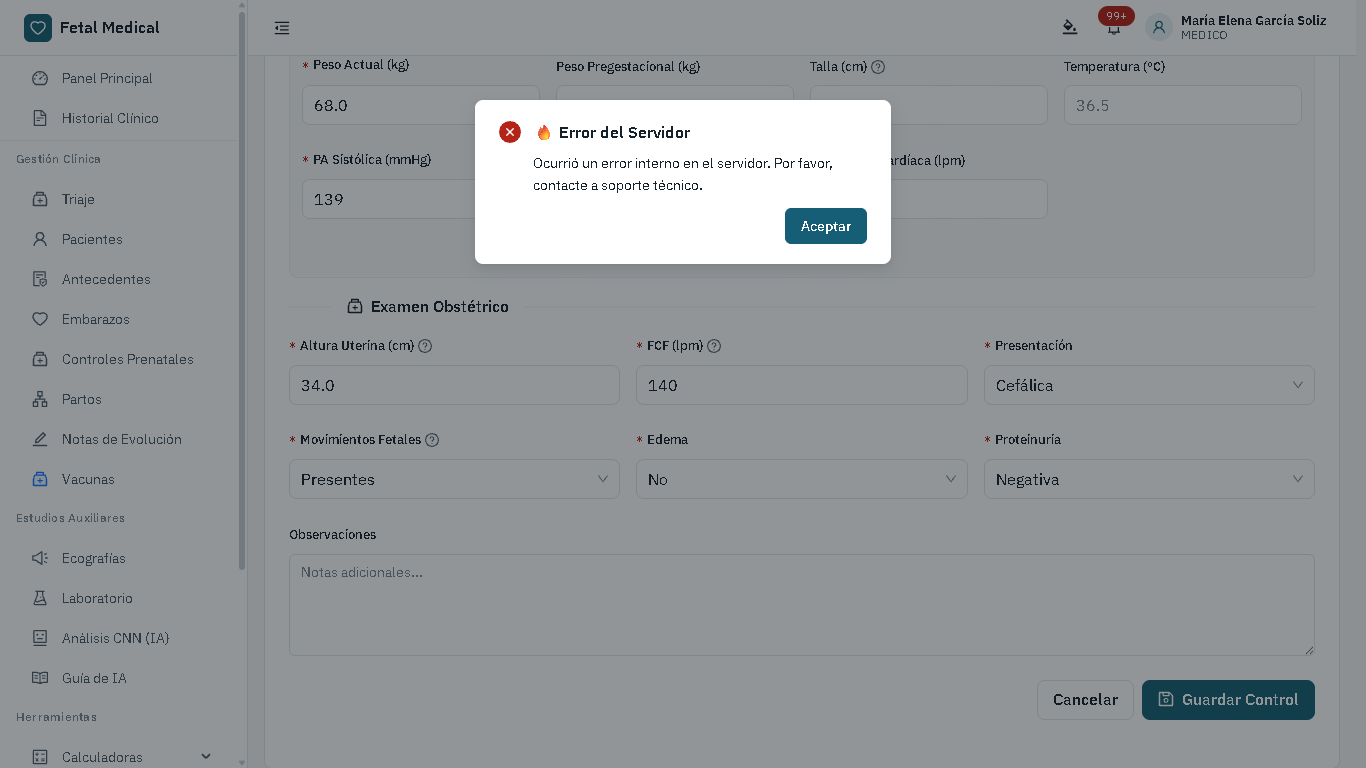 Fetal Medical
99+
María Elena García Soliz
MEDICO
Panel Principal
Historial Clínico
Gestión Clínica
Triaje
Pacientes
Antecedentes
Embarazos
Controles Prenatales
Partos
Notas de Evolución
Vacunas
Estudios Auxiliares
Ecografías
Laboratorio
Análisis CNN (IA)
Guía de IA
Herramientas
Calculadoras
* Peso Actual (kg)
Peso Pregestacional (kg)
Talla (cm)
Temperatura (°C)
68.0
36.5
* PA Sistólica (mmHg)
(lpm)
139
Error del Servidor
Ocurrió un error interno en el servidor. Por favor,
contacte a soporte técnico.
Aceptar
Examen Obstétrico
* Altura Uterina (cm)
* FCF (lpm)
* Presentación
34.0
140
Cefálica
* Movimientos Fetales
* Edema
* Proteinuria
Presentes
No
Negativa
Observaciones
Notas adicionales...
Cancelar
Guardar Control